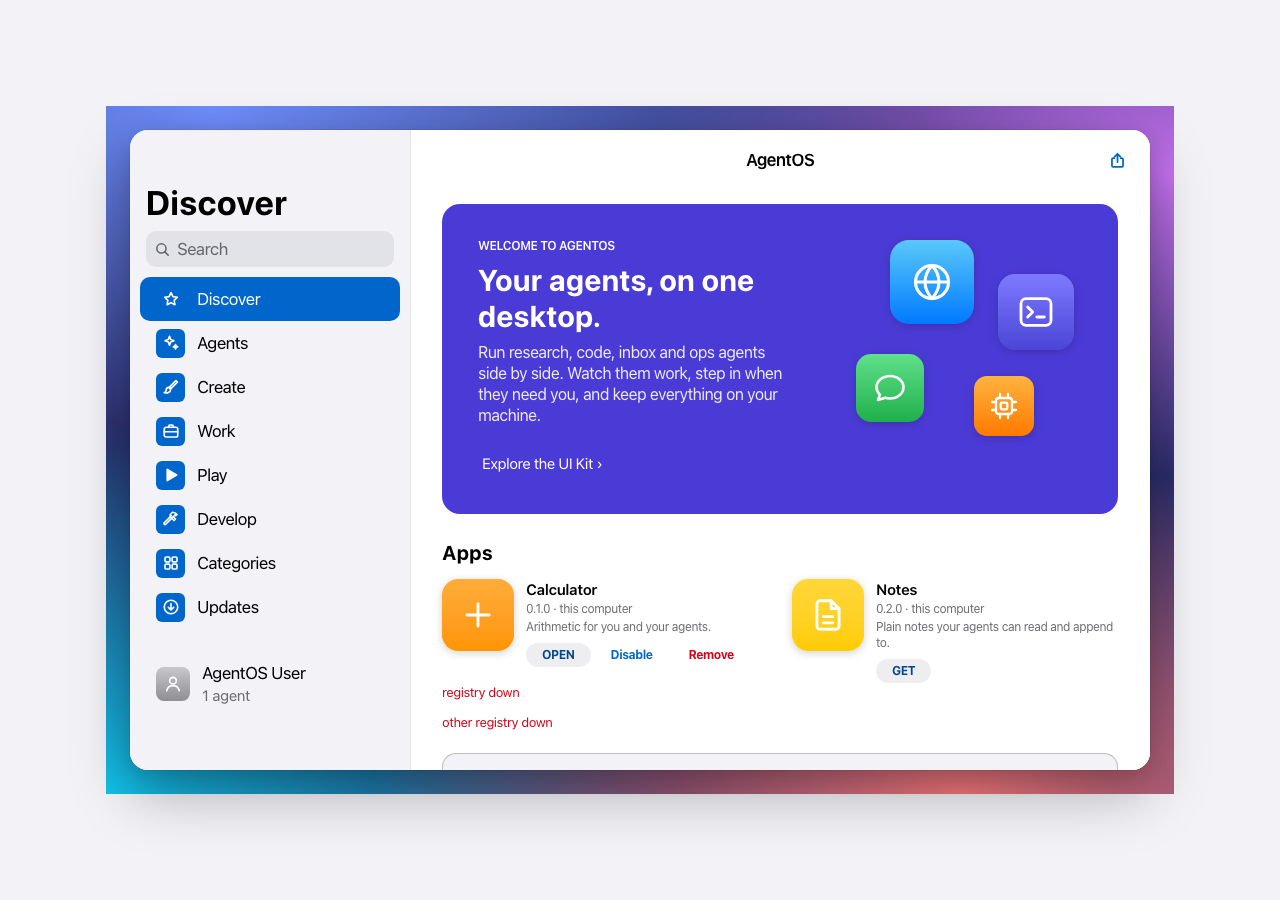 AgentOS
Discover
Search
Discover
Agents
Create
Work
Play
Develop
Categories
Updates
AgentOS User
1 agent
WELCOME TO AGENTOS
Your agents, on one
desktop.
Run research, code, inbox and ops agents
side by side. Watch them work, step in when
they need you, and keep everything on your
machine.
Explore the UI Kit ›
Apps
Calculator
0.1.0 · this computer
Arithmetic for you and your agents.
OPEN Disable Remove
Notes
0.2.0 · this computer
Plain notes your agents can read and append
to.
GET
registry down
other registry down